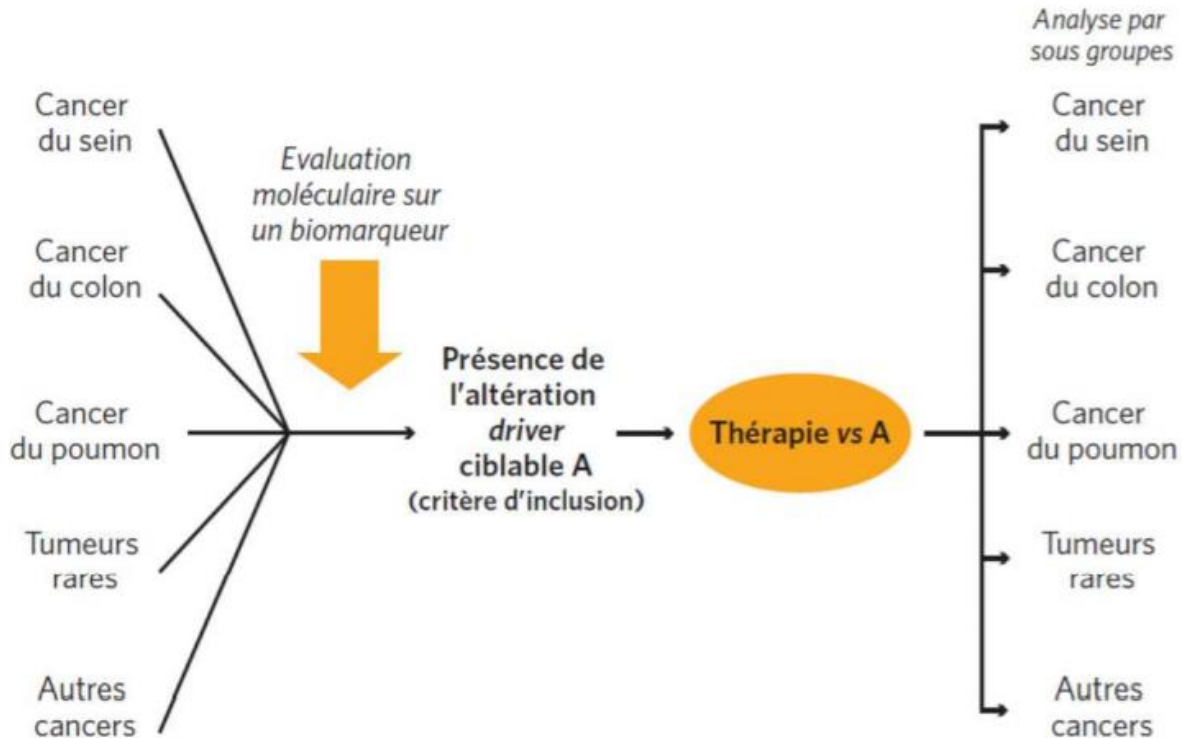 Analyse par
sous groupes
Cancer
du sein
Evaluation
moléculaire sur
un biomarqueur
Cancer
du sein
Cancer
du colon
Cancer
du colon
Présence de
l'altération
driver
ciblable A
(critère d'inclusion)
Cancer
du poumon
Thérapie vs A
Cancer
du poumon
Tumeurs
rares
Tumeurs
rares
Autres
cancers
Autres
cancers